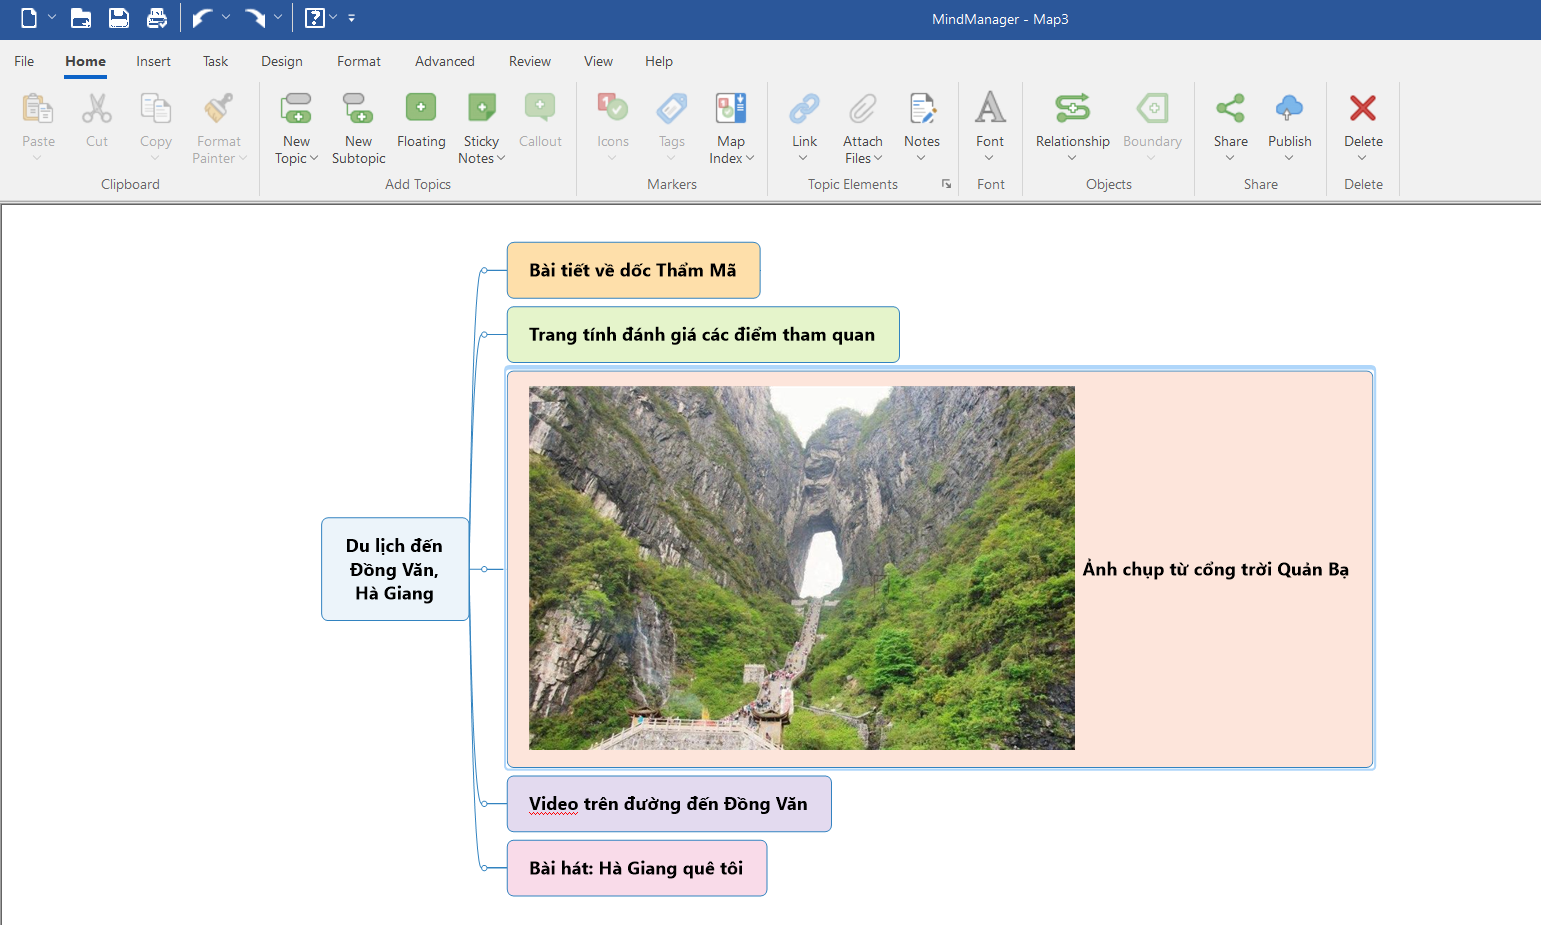 MindManager - Map3
File Home Insert Task Design Format Advanced Review View Help
Paste Cut Copy Format Painter
New Topic New Subtopic Floating Sticky Notes Callout
Icons Tags Map Index
Link Attach Files Notes
Font
Relationship Boundary
Share Publish
Delete
Clipboard Add Topics Markers Topic Elements Font Objects Share Delete
Du lịch đến
Đồng Văn,
Hà Giang
Bài tiết về dốc Thẩm Mã
Trang tính đánh giá các điểm tham quan
Ảnh chụp từ cổng trời Quản Bạ
Video trên đường đến Đồng Văn
Bài hát: Hà Giang quê tôi